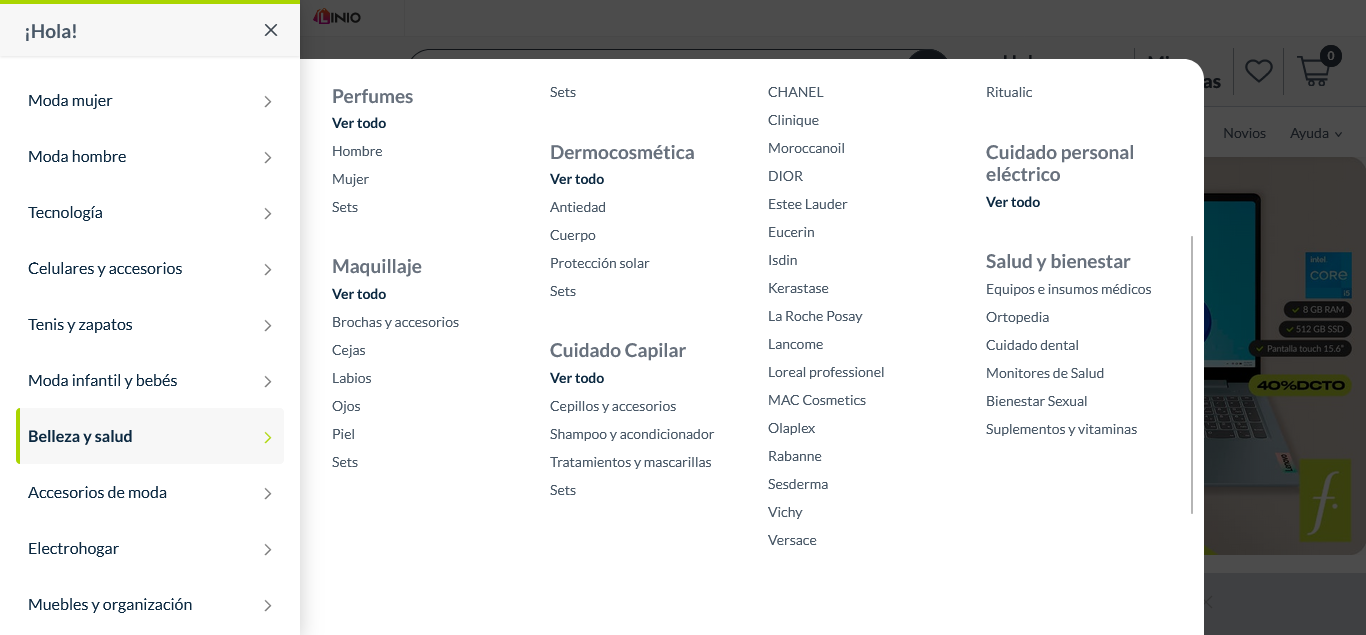 ¡Hola!
Moda mujer
Moda hombre
Tecnología
Celulares y accesorios
Tenis y zapatos
Moda infantil y bebés
Belleza y salud
Accesorios de moda
Electrohogar
Muebles y organización
LINIO
Perfumes
Ver todo
Hombre
Mujer
Sets
Maquillaje
Ver todo
Brochas y accesorios
Cejas
Labios
Ojos
Piel
Sets
Sets
Dermocosmética
Ver todo
Antiedad
Cuerpo
Protección solar
Sets
Cuidado Capilar
Ver todo
Cepillos y accesorios
Shampoo y acondicionador
Tratamientos y mascarillas
Sets
CHANEL
Clinique
Moroccanoil
DIOR
Estee Lauder
Eucerin
Isdin
Kerastase
La Roche Posay
Lancome
Loreal professionel
MAC Cosmetics
Olaplex
Rabanne
Sesderma
Vichy
Versace
Ritualic
Cuidado personal
eléctrico
Ver todo
Salud y bienestar
Equipos e insumos médicos
Ortopedia
Cuidado dental
Monitores de Salud
Bienestar Sexual
Suplementos y vitaminas
0
Novios
Ayuda
intel
CORE
i5
8 GB RAM
512 GB SSD
Pantalla touch 15.6"
40%DCTO
f.